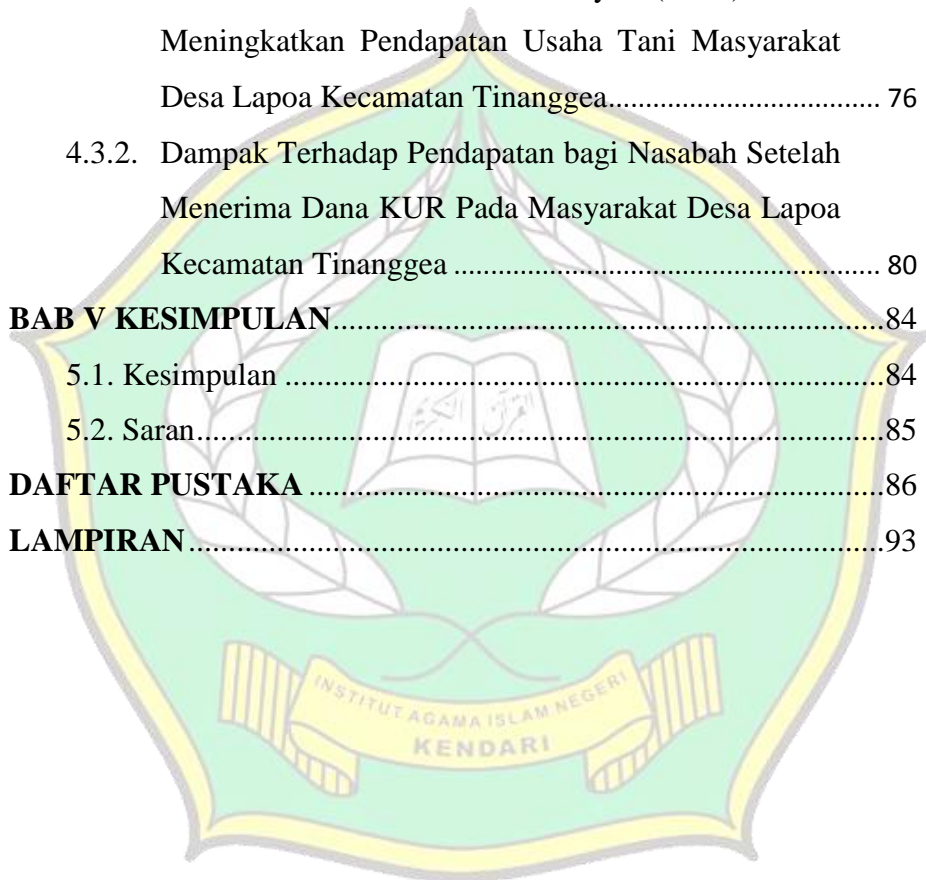 Meningkatkan Pendapatan Usaha Tani Masyarakat
Desa Lapoa Kecamatan Tinanggea.................................. 76
4.3.2. Dampak Terhadap Pendapatan bagi Nasabah Setelah
Menerima Dana KUR Pada Masyarakat Desa Lapoa
Kecamatan Tinanggea ..................................................... 80
BAB V KESIMPULAN.....................................................................84
5.1. Kesimpulan ...........................................................................84
5.2. Saran......................................................................................85
DAFTAR PUSTAKA ........................................................................86
LAMPIRAN.......................................................................................93
القرآن الكريم
INSTITUT AGAMA ISLAM NEGERI
KENDARI